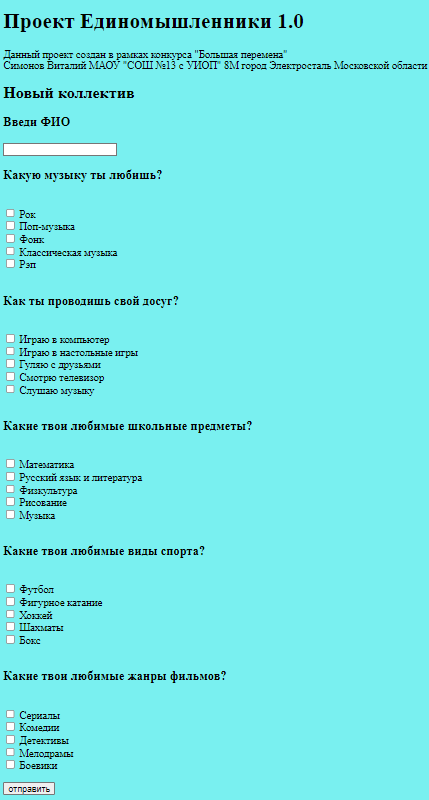 Проект Единомышленники 1.0
Данный проект создан в рамках конкурса "Большая перемена"
Симонов Виталий МАОУ "СОШ №13 с УИОП" 8М город Электросталь Московской области
Новый коллектив
Введи ФИО
Какую музыку ты любишь?
Рок
Поп-музыка
Фонк
Классическая музыка
Рэп
Как ты проводишь свой досуг?
Играю в компьютер
Играю в настольные игры
Гуляю с друзьями
Смотрю телевизор
Слушаю музыку
Какие твои любимые школьные предметы?
Математика
Русский язык и литература
Физкультура
Рисование
Музыка
Какие твои любимые виды спорта?
Футбол
Фигурное катание
Хоккей
Шахматы
Бокс
Какие твои любимые жанры фильмов?
Сериалы
Комедии
Детективы
Мелодрамы
Боевики
отправить